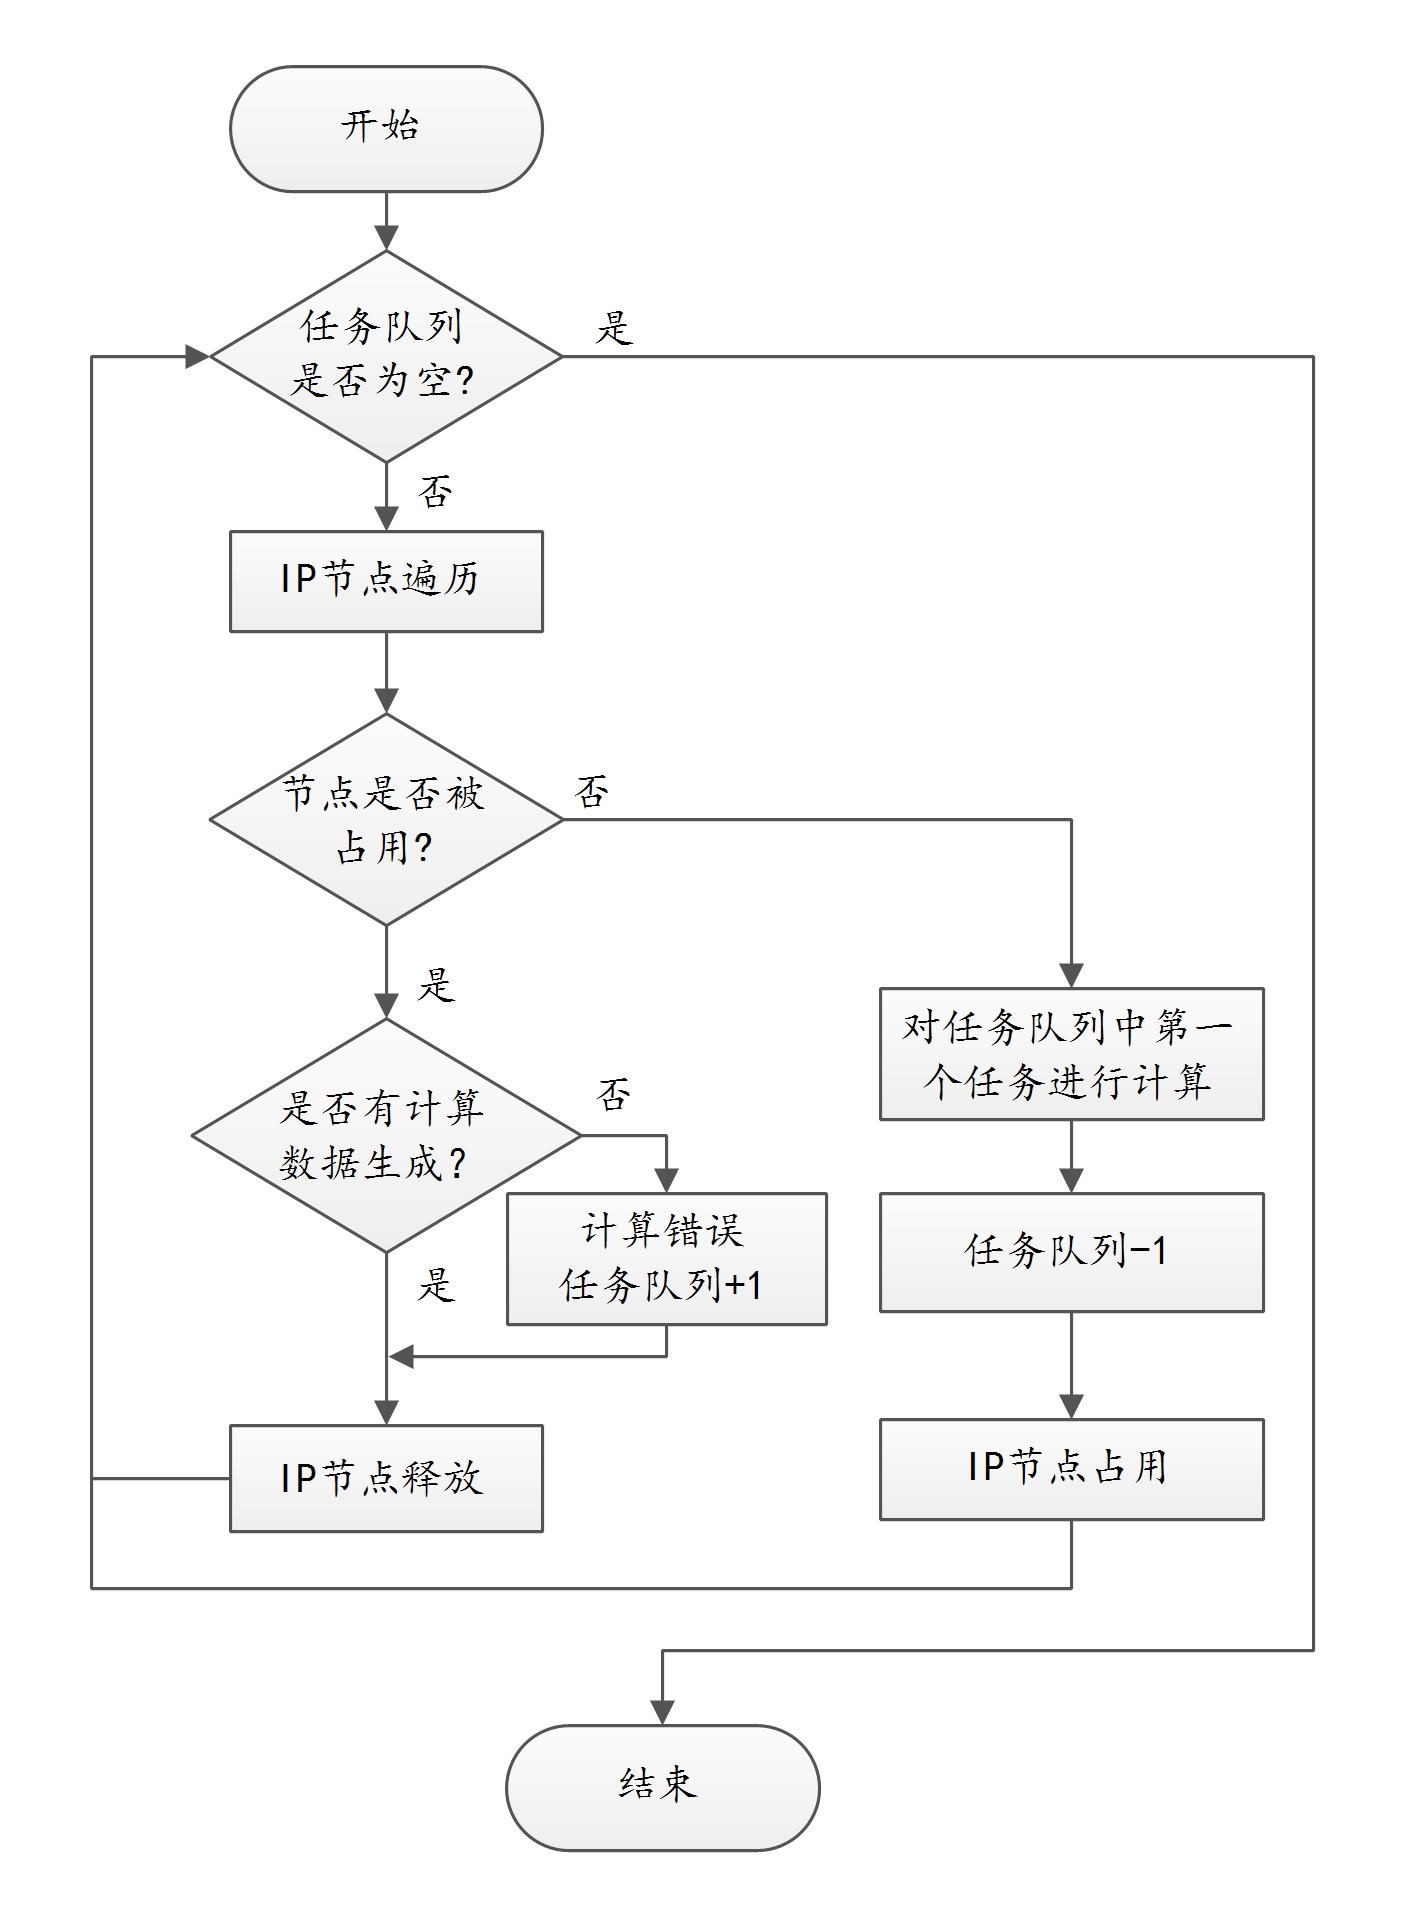 开始
任务队列
是否为空?
是
否
IP节点遍历
节点是否被
占用?
否
是
对任务队列中第一
个任务进行计算
是否有计算
数据生成?
否
计算错误
任务队列+1
任务队列-1
是
IP节点释放
IP节点占用
结束